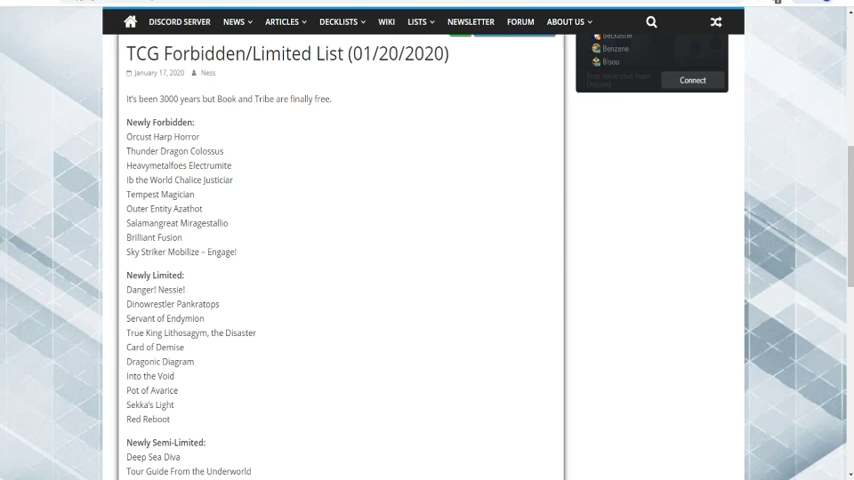 DISCORD SERVER NEWS ARTICLES DECKLISTS WIKI LISTS NEWSLETTER FORUM ABOUT US
TCG Forbidden/Limited List (01/20/2020)
January 17, 2020 Ness
It's been 3000 years but Book and Tribe are finally free.
Newly Forbidden:
Orcust Harp Horror
Thunder Dragon Colossus
Heavymetalfoes Electrumite
Ib the World Chalice Justiciar
Tempest Magician
Outer Entity Azathot
Salamangreat Miragestallio
Brilliant Fusion
Sky Striker Mobilize – Engage!
Newly Limited:
Danger! Nessie!
Dinowrestler Pankratops
Servant of Endymion
True King Lithosagym, the Disaster
Card of Demise
Dragonic Diagram
Into the Void
Pot of Avarice
Sekka's Light
Red Reboot
Newly Semi-Limited:
Deep Sea Diva
Tour Guide From the Underworld
Benzene
Bisou
Free voice chat from
Connect